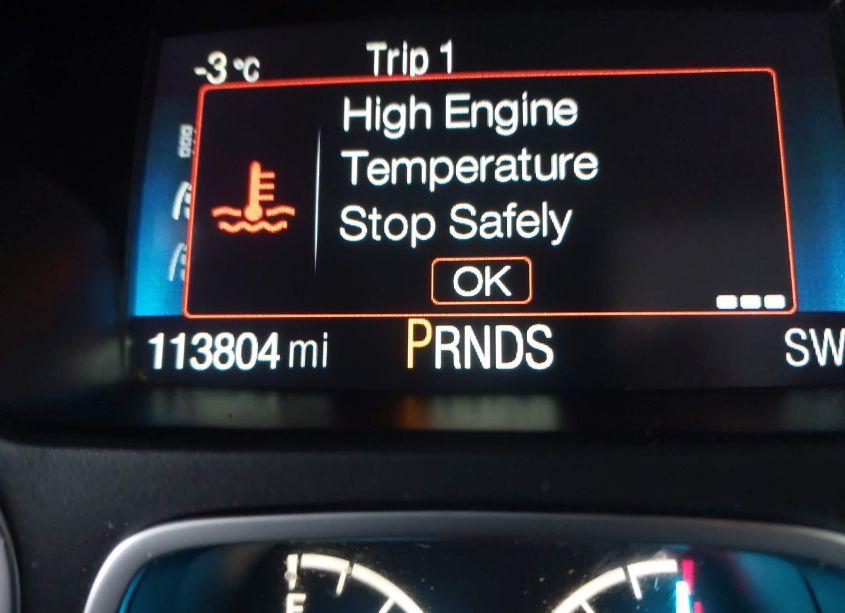 -3 °C Trip 1
High Engine
Temperature
Stop Safely
OK
113804 mi PRNDS SW
F